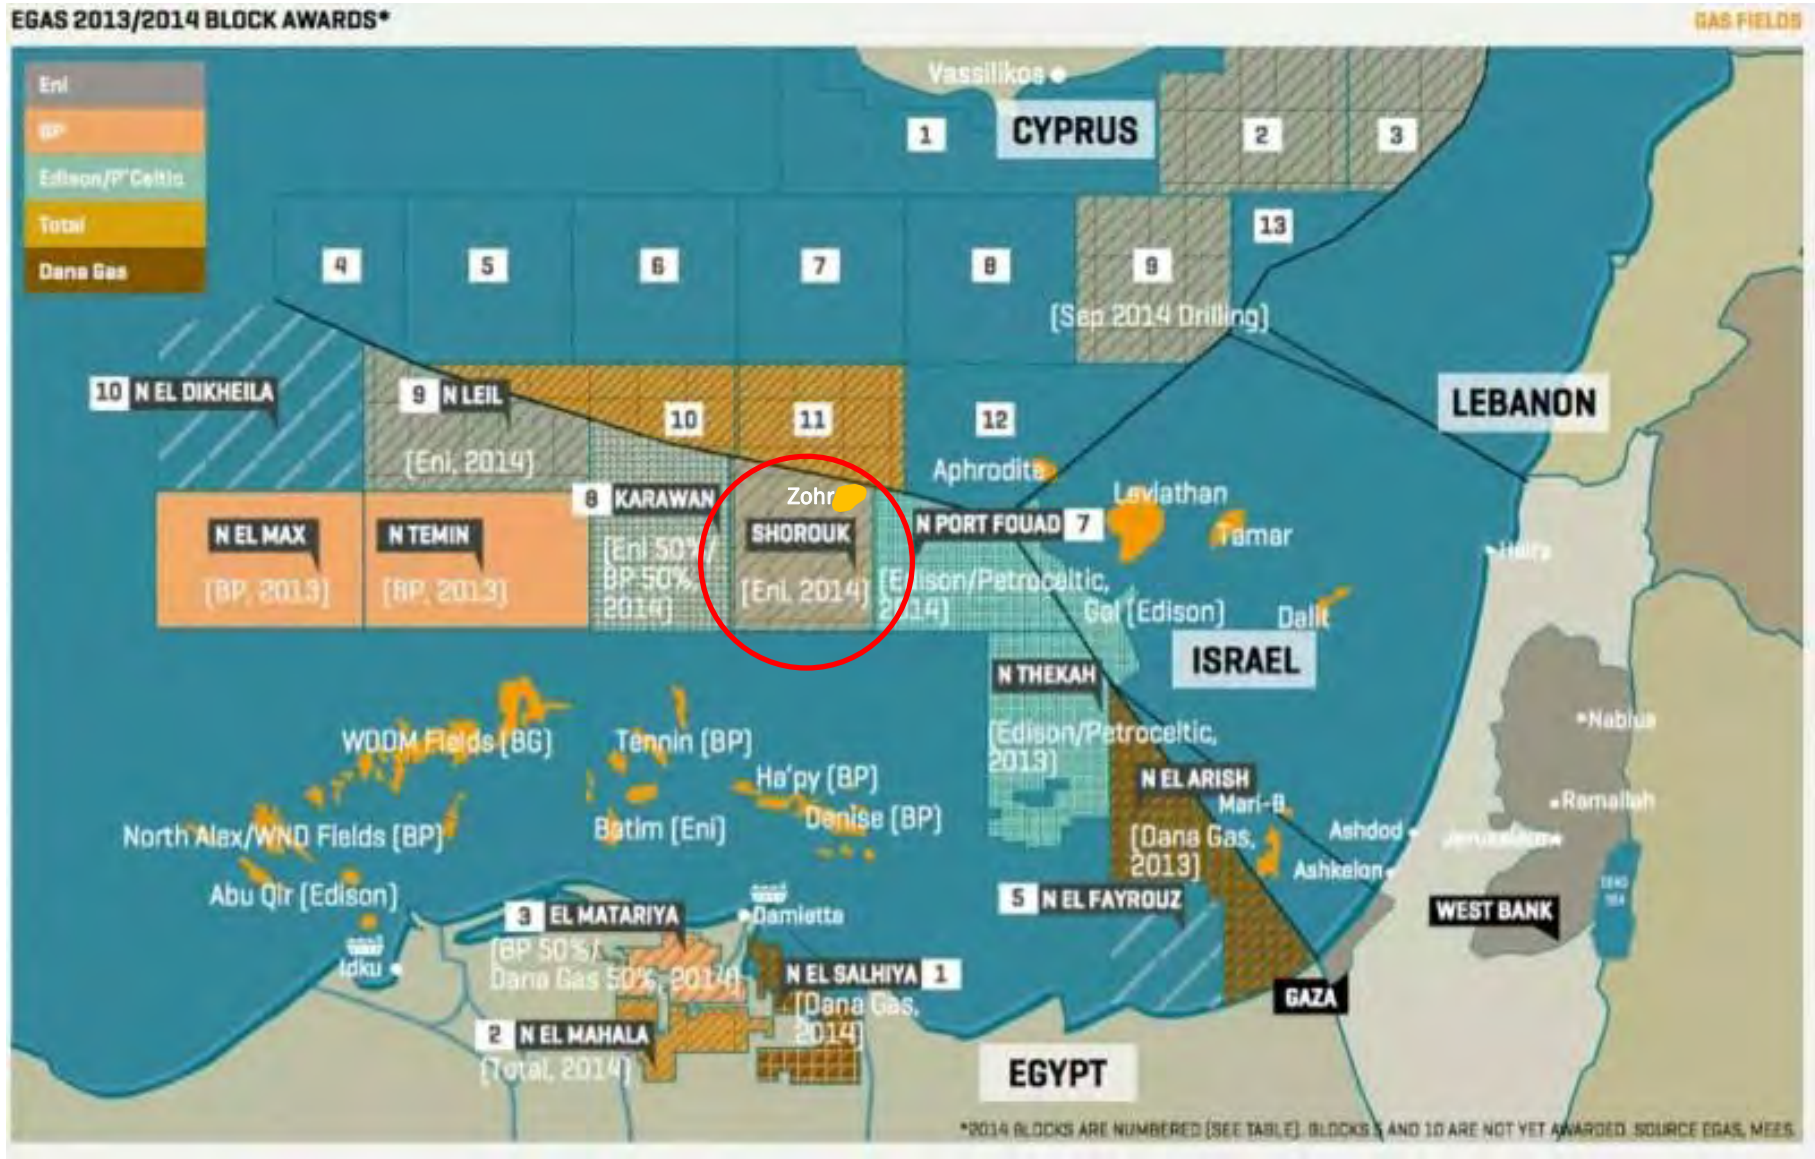 EGAS 2013/2014 BLOCK AWARDS*
GAS FIELDS
Eni
BP
Edison/P'Celtic
Total
Dana Gas
Vassilikos
CYPRUS
1
2
3
4
5
6
7
8
9
13
[Sep 2014 Drilling]
10 N EL DIKHEILA
9 N LEIL
[Eni, 2014]
10
11
12
LEBANON
Aphrodite
Leviathan
Tamar
Haifa
8 KARAWAN
[Eni 50%/
BP 50%,
2014]
Zohr
SHOROUK
[Eni, 2014]
N PORT FOUAD 7
[Edison/Petroceltic,
2014]
N EL MAX
[BP, 2013]
N TEMIN
[BP, 2013]
Gal [Edison]
Dalit
ISRAEL
N THEKAH
[Edison/Petroceltic,
2013]
WDDM Fields [BG]
Tennin [BP]
Ha'py [BP]
Denise [BP]
Batim [Eni]
North Alex/WND Fields [BP]
Abu Qir [Edison]
Idku
N EL ARISH
[Dana Gas,
2013]
Mari-B
Ashdod
Ashkelon
Nablus
Ramallah
Jerusalem
DEAD
SEA
WEST BANK
5 N EL FAYROUZ
3 EL MATARIYA
[BP 50%/
Dana Gas 50%, 2014]
Damietta
N EL SALHIYA 1
[Dana Gas,
2014]
2 N EL MAHALA
[Total, 2014]
GAZA
EGYPT
*2014 BLOCKS ARE NUMBERED [SEE TABLE]. BLOCKS 5 AND 10 ARE NOT YET AWARDED. SOURCE EGAS, MEES.